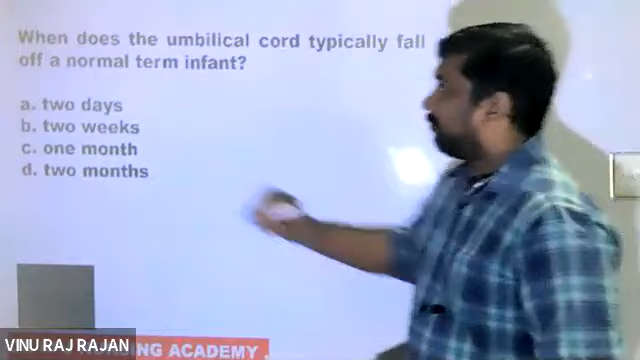 When does the umbilical cord typically fall
off a normal term infant?
a. two days
b. two weeks
c. one month
d. two months
VINU RAJ RAJAN
ING ACADEMY .